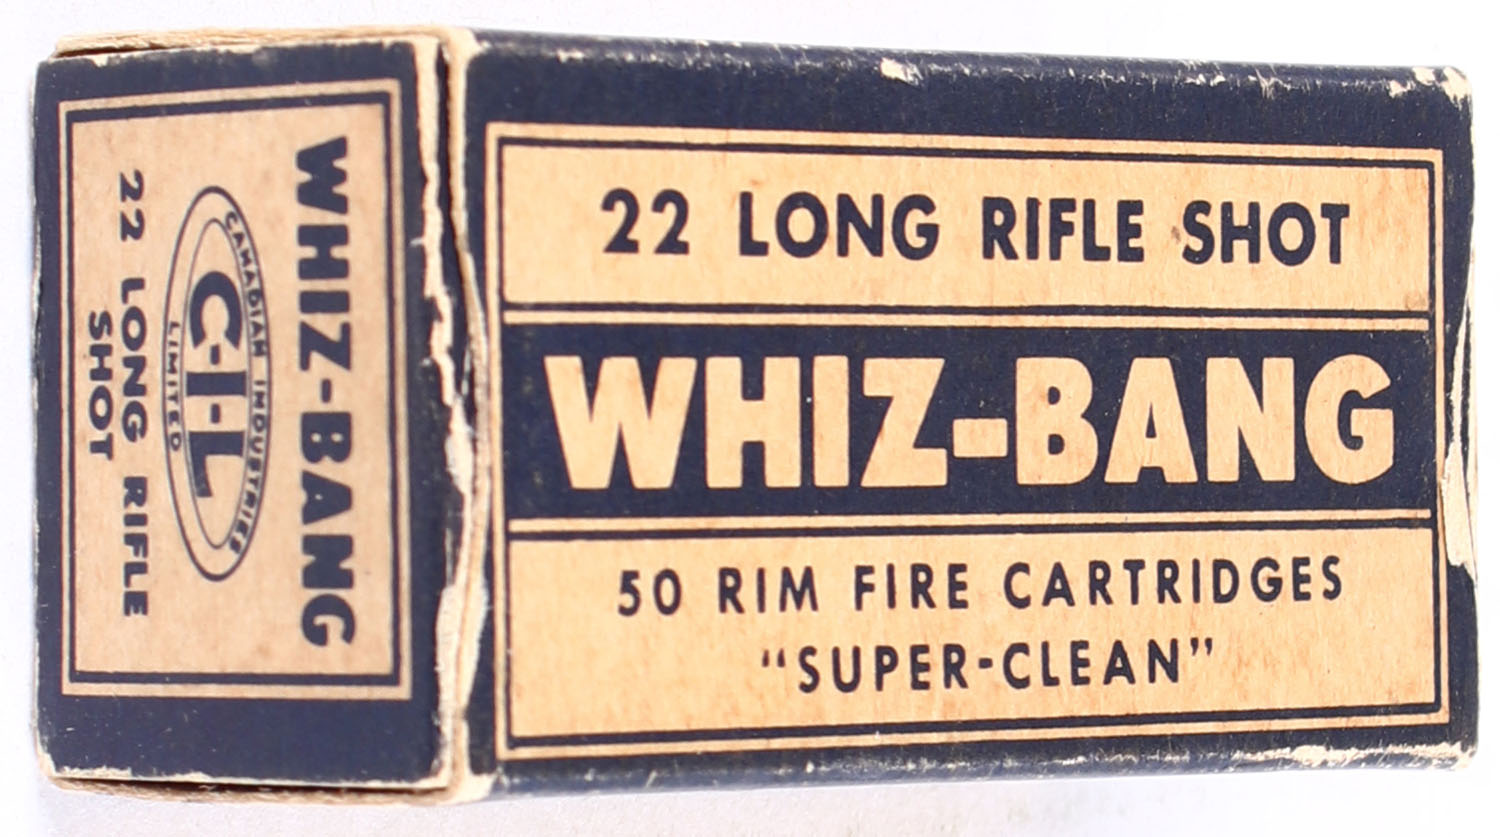 22 LONG RIFLE SHOT
WHIZ-BANG
50 RIM FIRE CARTRIDGES
"SUPER-CLEAN"
WHIZ-BANG
CANADIAN INDUSTRIES
C-I-L
LIMITED
22 LONG RIFLE
SHOT